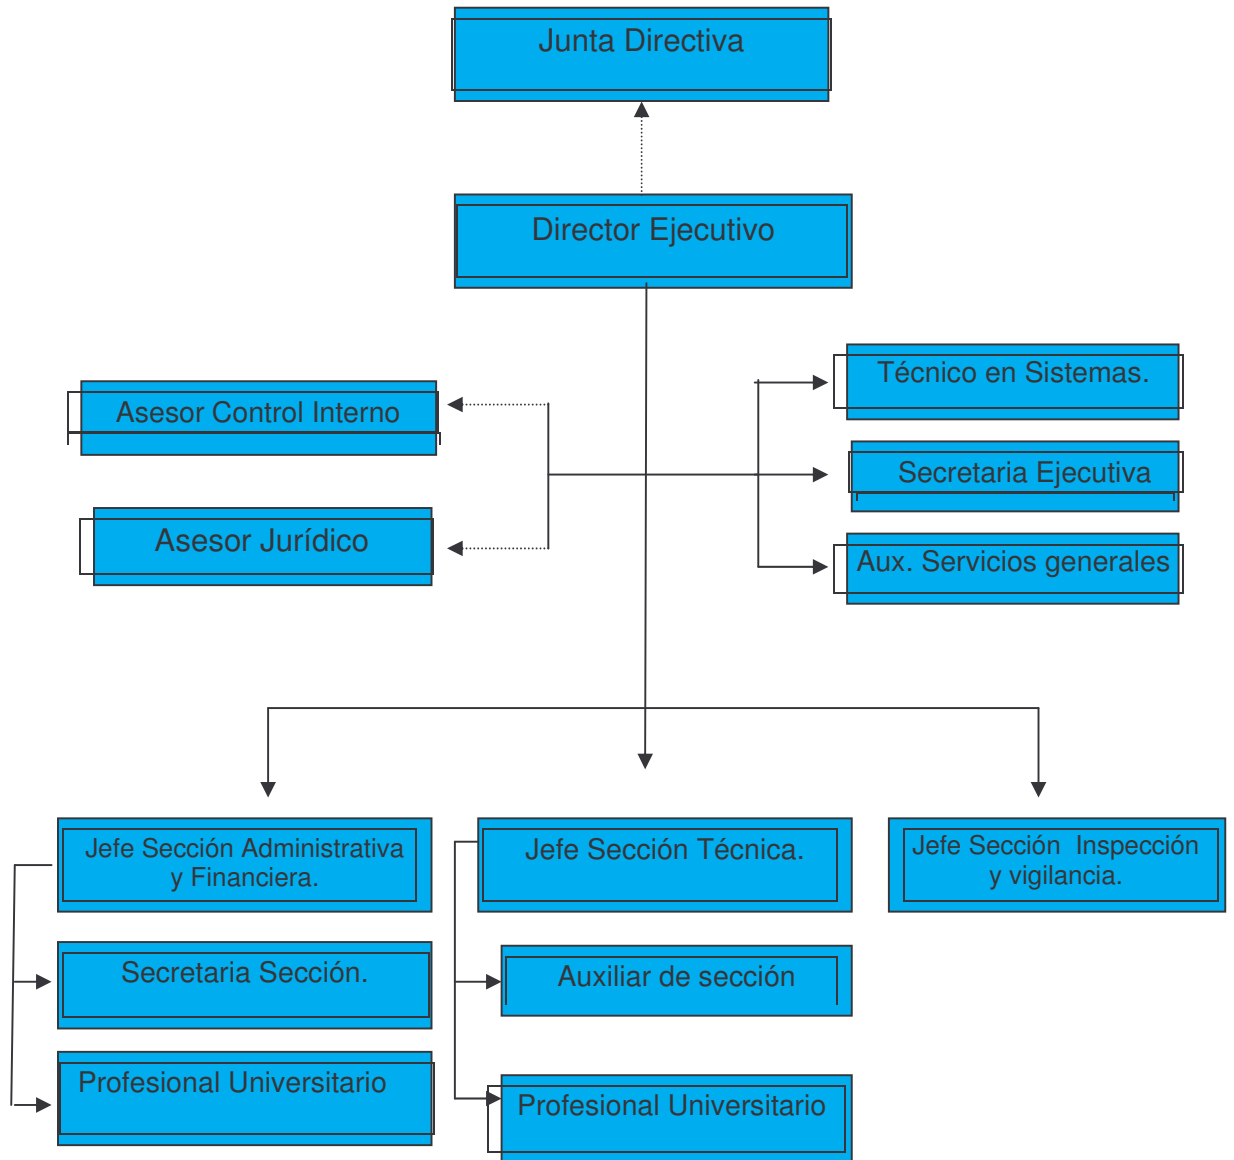 Junta Directiva
Director Ejecutivo
Técnico en Sistemas.
Asesor Control Interno
Secretaria Ejecutiva
Asesor Jurídico
Aux. Servicios generales
Jefe Sección Administrativa
y Financiera.
Jefe Sección Técnica.
Jefe Sección  Inspección
y vigilancia.
Secretaria Sección.
Auxiliar de sección
Profesional Universitario
Profesional Universitario